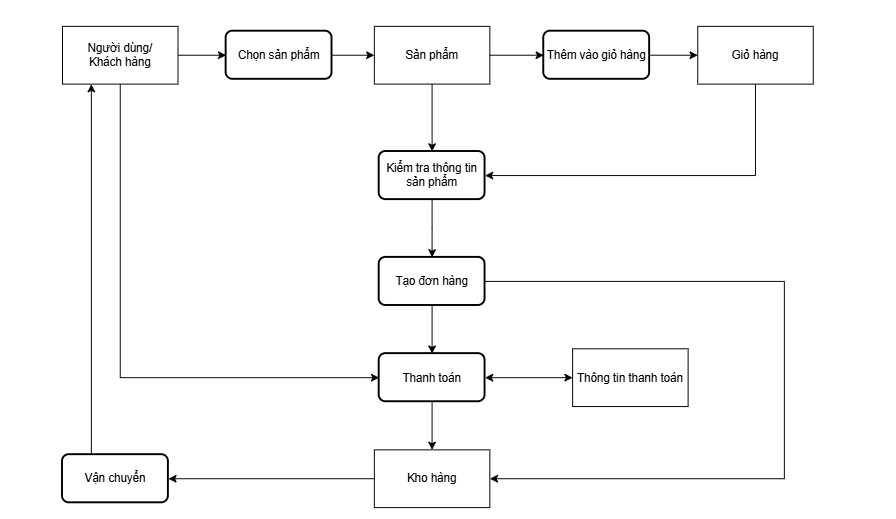 Người dùng/
Khách hàng
Chọn sản phẩm
Sản phẩm
Thêm vào giỏ hàng
Giỏ hàng
Kiểm tra thông tin
sản phẩm
Tạo đơn hàng
Thanh toán
Thông tin thanh toán
Vận chuyển
Kho hàng